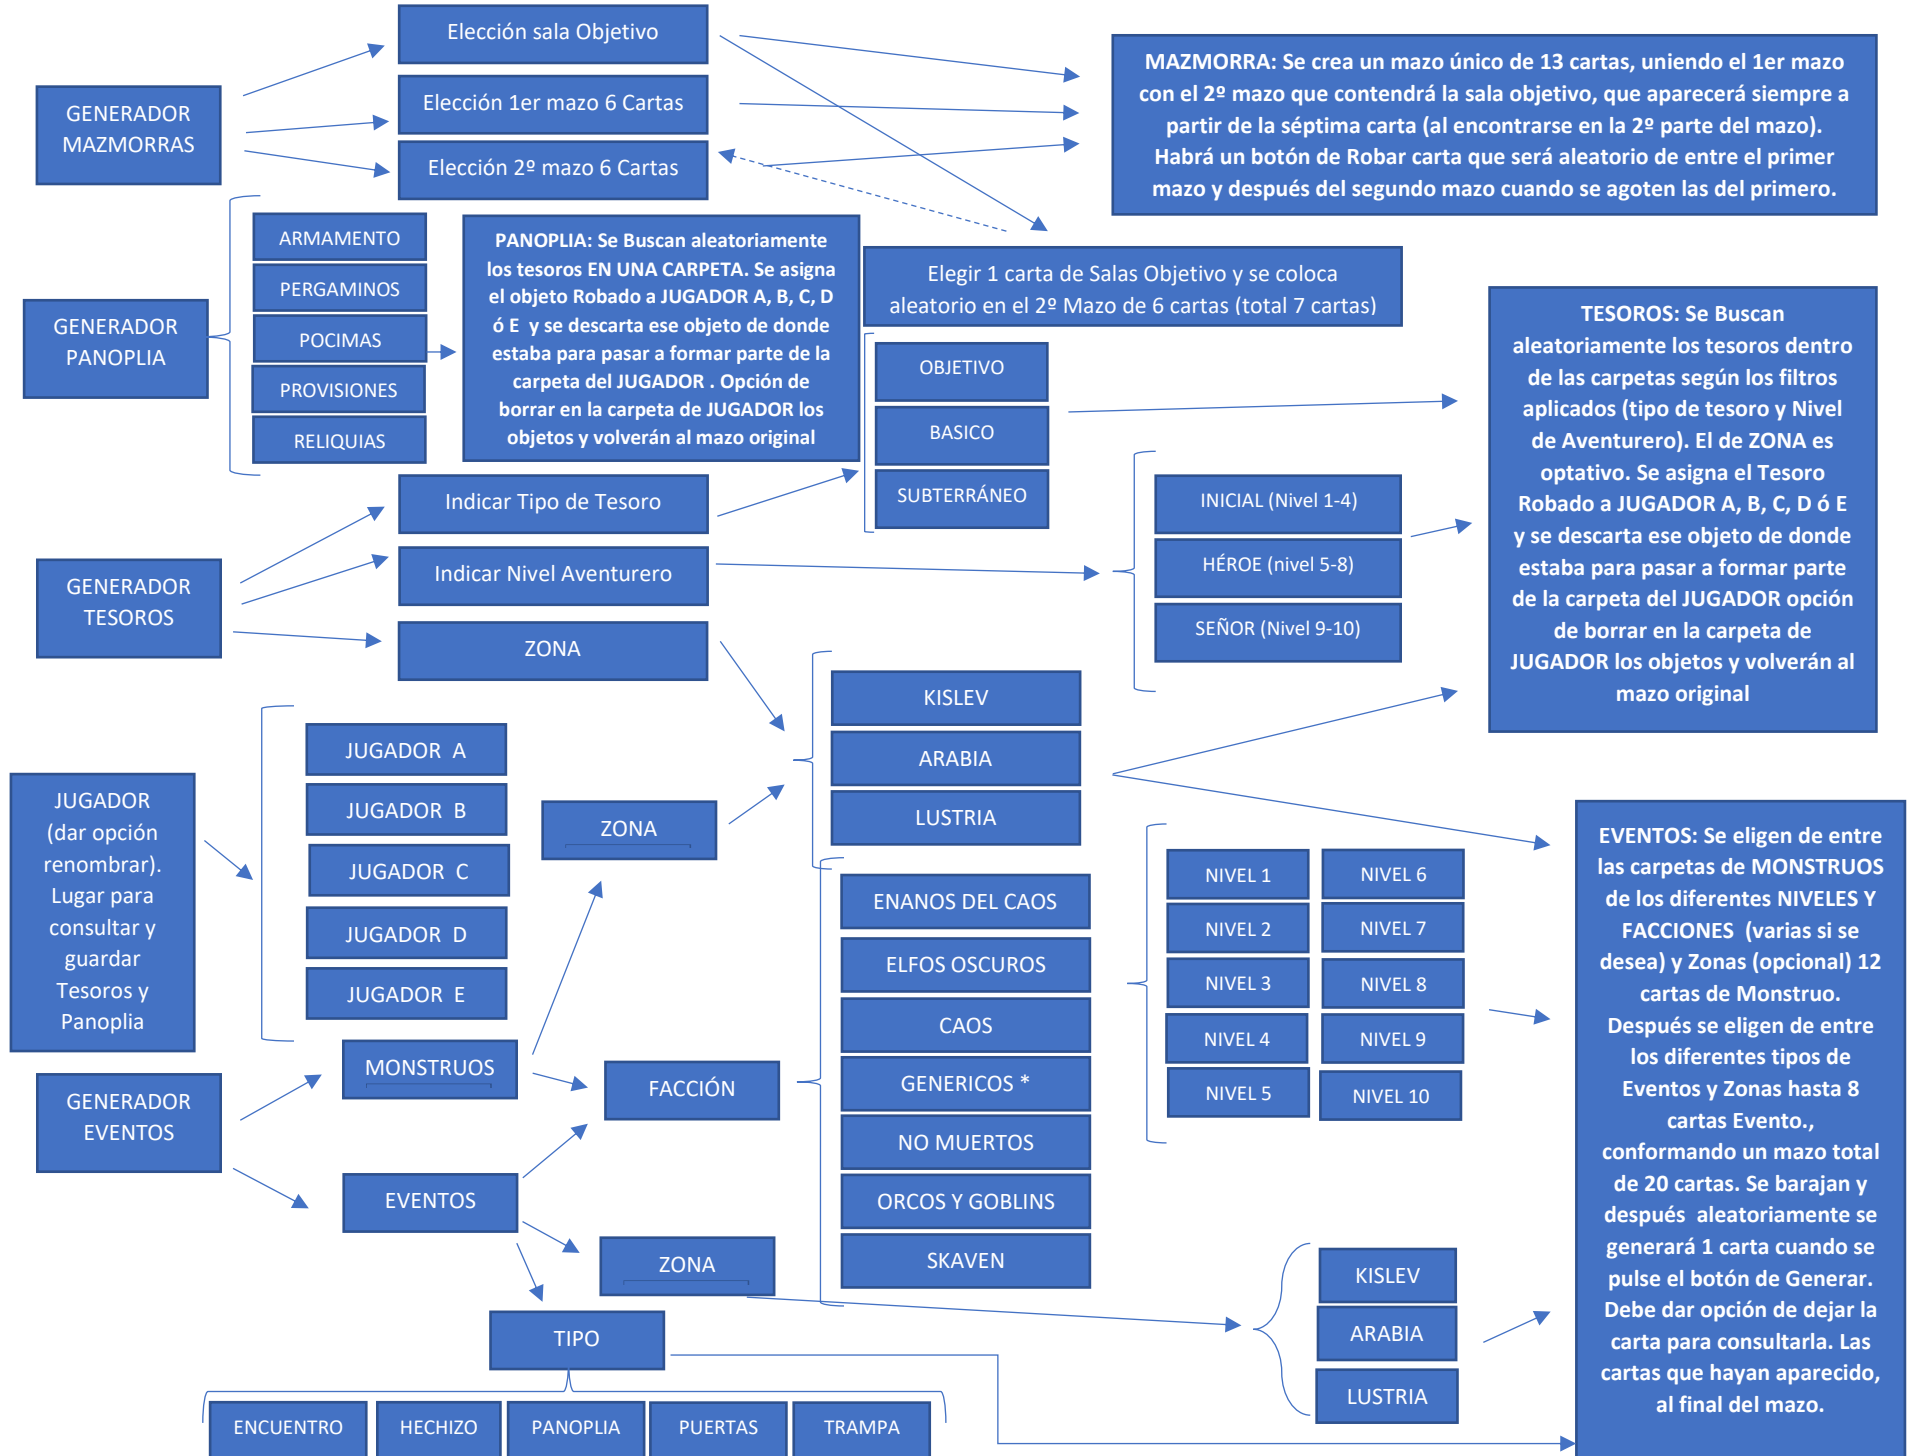 Elección sala Objetivo
GENERADOR
MAZMORRAS
Elección 1er mazo 6 Cartas
Elección 2º mazo 6 Cartas
MAZMORRA: Se crea un mazo único de 13 cartas, uniendo el 1er mazo
con el 2º mazo que contendrá la sala objetivo, que aparecerá siempre a
partir de la séptima carta (al encontrarse en la 2º parte del mazo).
Habrá un botón de Robar carta que será aleatorio de entre el primer
mazo y después del segundo mazo cuando se agoten las del primero.
GENERADOR
PANOPLIA
ARMAMENTO
PERGAMINOS
POCIMAS
PROVISIONES
RELIQUIAS
PANOPLIA: Se Buscan aleatoriamente
los tesoros EN UNA CARPETA. Se asigna
el objeto Robado a JUGADOR A, B, C, D
ó E y se descarta ese objeto de donde
estaba para pasar a formar parte de la
carpeta del JUGADOR . Opción de
borrar en la carpeta de JUGADOR los
objetos y volverán al mazo original
Elegir 1 carta de Salas Objetivo y se coloca
aleatorio en el 2º Mazo de 6 cartas (total 7 cartas)
OBJETIVO
BASICO
SUBTERRÁNEO
TESOROS: Se Buscan
aleatoriamente los tesoros dentro
de las carpetas según los filtros
aplicados (tipo de tesoro y Nivel
de Aventurero). El de ZONA es
optativo. Se asigna el Tesoro
Robado a JUGADOR A, B, C, D ó E
y se descarta ese objeto de donde
estaba para pasar a formar parte
de la carpeta del JUGADOR opción
de borrar en la carpeta de
JUGADOR los objetos y volverán al
mazo original
GENERADOR
TESOROS
Indicar Tipo de Tesoro
Indicar Nivel Aventurero
ZONA
INICIAL (Nivel 1-4)
HÉROE (nivel 5-8)
SEÑOR (Nivel 9-10)
KISLEV
ARABIA
LUSTRIA
JUGADOR
(dar opción
renombrar).
Lugar para
consultar y
guardar
Tesoros y
Panoplia
JUGADOR A
JUGADOR B
JUGADOR C
JUGADOR D
JUGADOR E
GENERADOR
EVENTOS
MONSTRUOS
EVENTOS
ZONA
FACCIÓN
ZONA
ENANOS DEL CAOS
ELFOS OSCUROS
CAOS
GENERICOS *
NO MUERTOS
ORCOS Y GOBLINS
SKAVEN
NIVEL 1
NIVEL 2
NIVEL 3
NIVEL 4
NIVEL 5
NIVEL 6
NIVEL 7
NIVEL 8
NIVEL 9
NIVEL 10
EVENTOS: Se eligen de entre
las carpetas de MONSTRUOS
de los diferentes NIVELES Y
FACCIONES (varias si se
desea) y Zonas (opcional) 12
cartas de Monstruo.
Después se eligen de entre
los diferentes tipos de
Eventos y Zonas hasta 8
cartas Evento.,
conformando un mazo total
de 20 cartas. Se barajan y
después aleatoriamente se
generará 1 carta cuando se
pulse el botón de Generar.
Debe dar opción de dejar la
carta para consultarla. Las
cartas que hayan aparecido,
al final del mazo.
KISLEV
ARABIA
LUSTRIA
TIPO
ENCUENTRO
HECHIZO
PANOPLIA
PUERTAS
TRAMPA